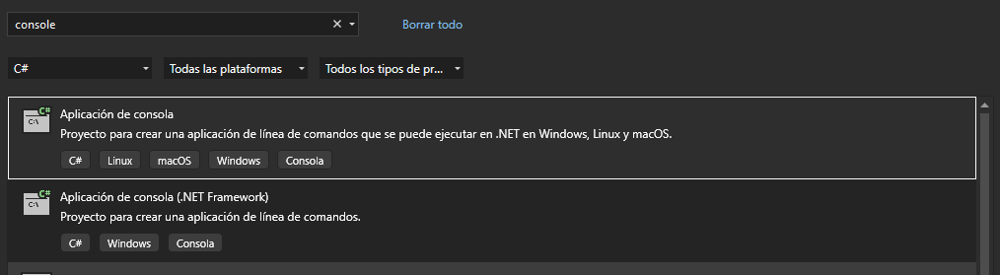 console
Borrar todo
C#
Todas las plataformas
Todos los tipos de pr...
C#
C:\
Aplicación de consola
Proyecto para crear una aplicación de línea de comandos que se puede ejecutar en .NET en Windows, Linux y macOS.
C#
Linux
macOS
Windows
Consola
C#
C:\
Aplicación de consola (.NET Framework)
Proyecto para crear una aplicación de línea de comandos.
C#
Windows
Consola